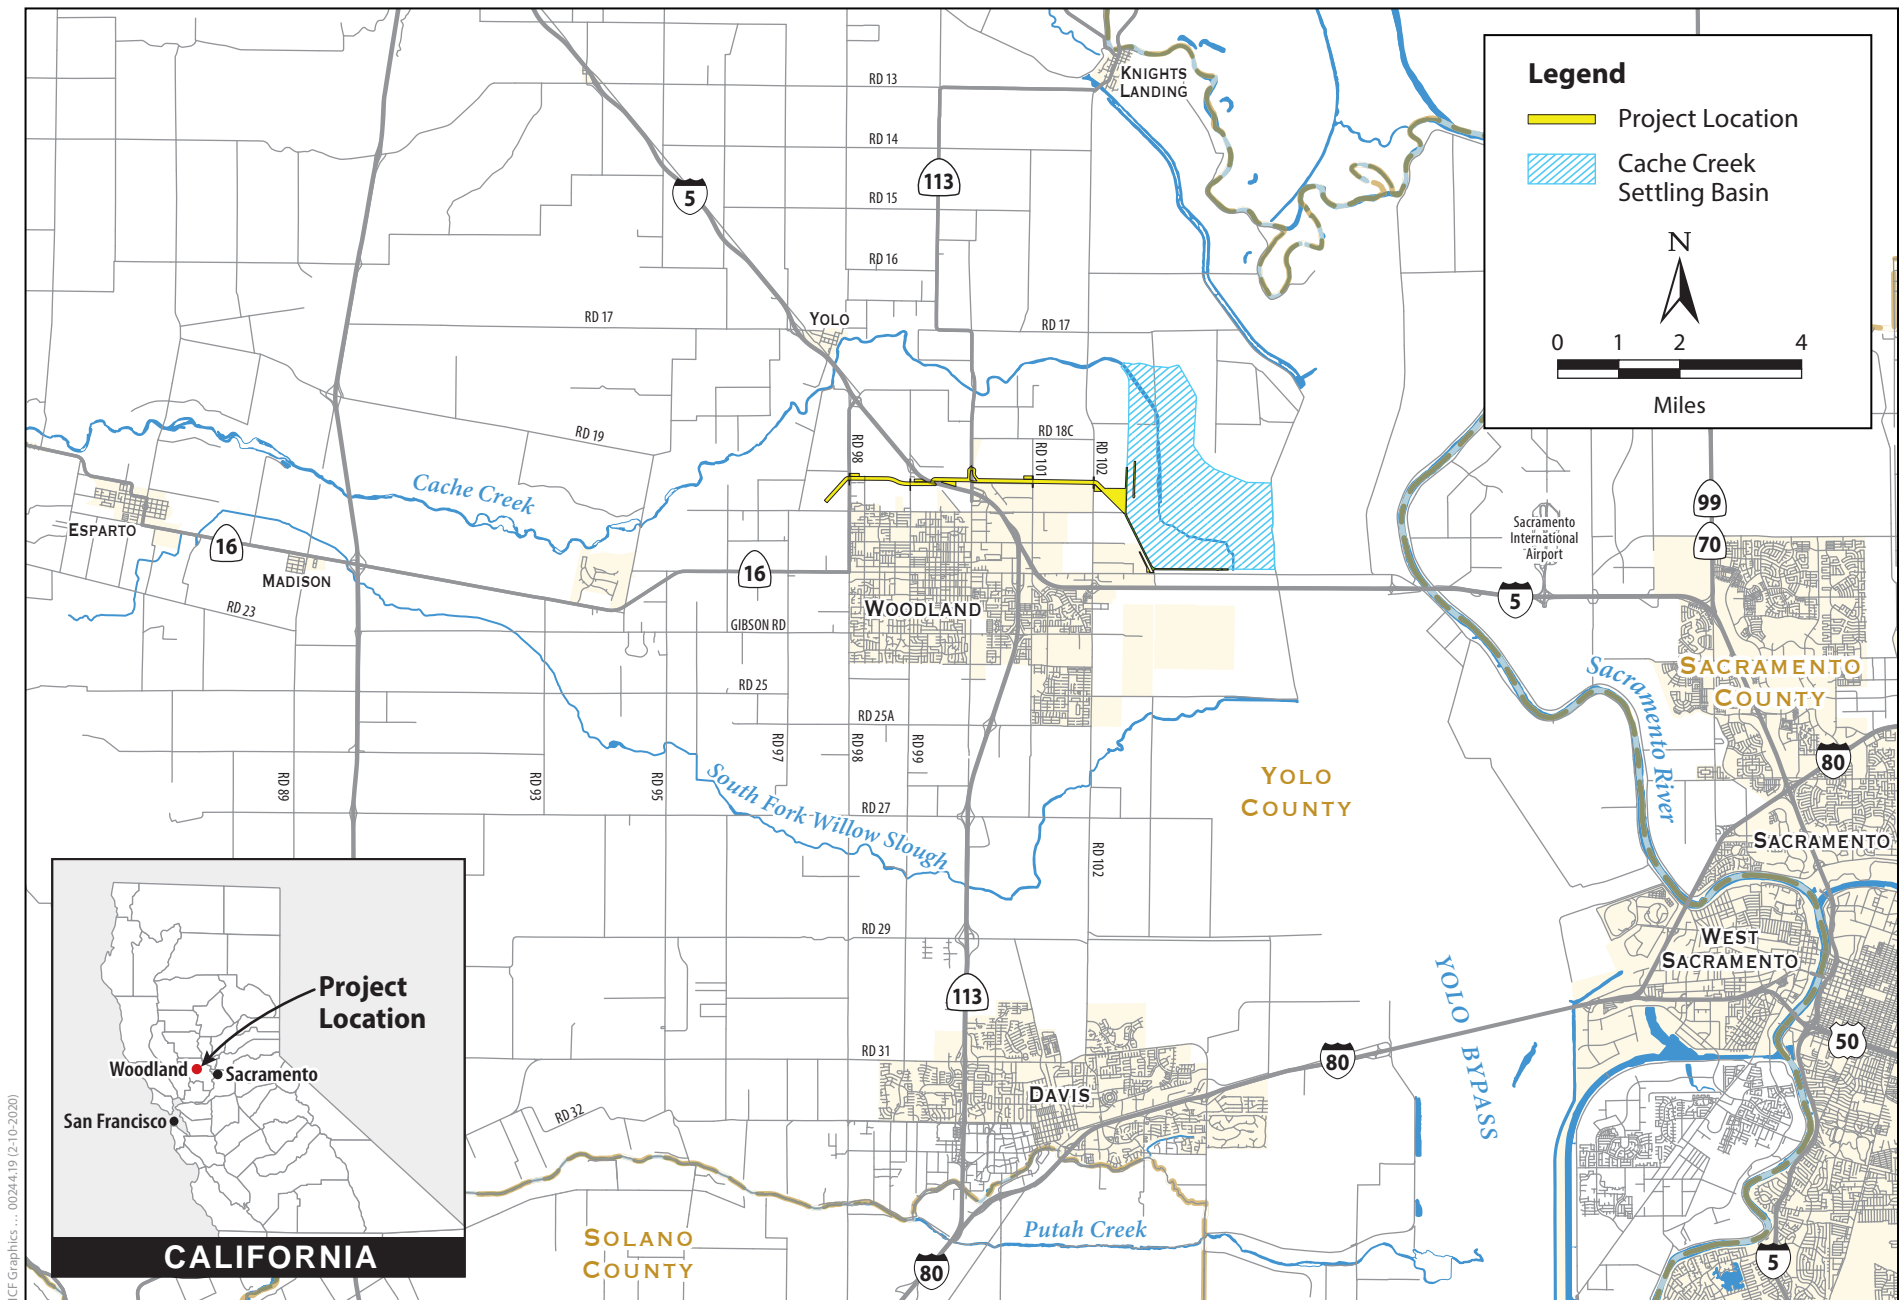 Legend
Project Location
Cache Creek
Settling Basin
N
0 1 2 4
Miles
KNIGHTS
LANDING
RD 13
RD 14
113
5
RD 15
RD 16
RD 17
YOLO
RD 17
RD 19
RD 98
RD 18C
RD 101
RD 102
Cache Creek
ESPARTO
16
MADISON
16
RD 23
WOODLAND
GIBSON RD
Sacramento
International
Airport
99
70
5
Sacramento River
SACRAMENTO
COUNTY
RD 25
RD 25A
RD 97
RD 98
RD 99
RD 89
RD 93
RD 95
South Fork Willow Slough
RD 27
YOLO
COUNTY
80
SACRAMENTO
RD 102
RD 29
WEST
SACRAMENTO
YOLO BYPASS
113
50
RD 31
80
DAVIS
RD 32
Putah Creek
SOLANO
COUNTY
80
5
Project
Location
Woodland
Sacramento
San Francisco
CALIFORNIA
ICF Graphics ... 00244.19 (2-10-2020)